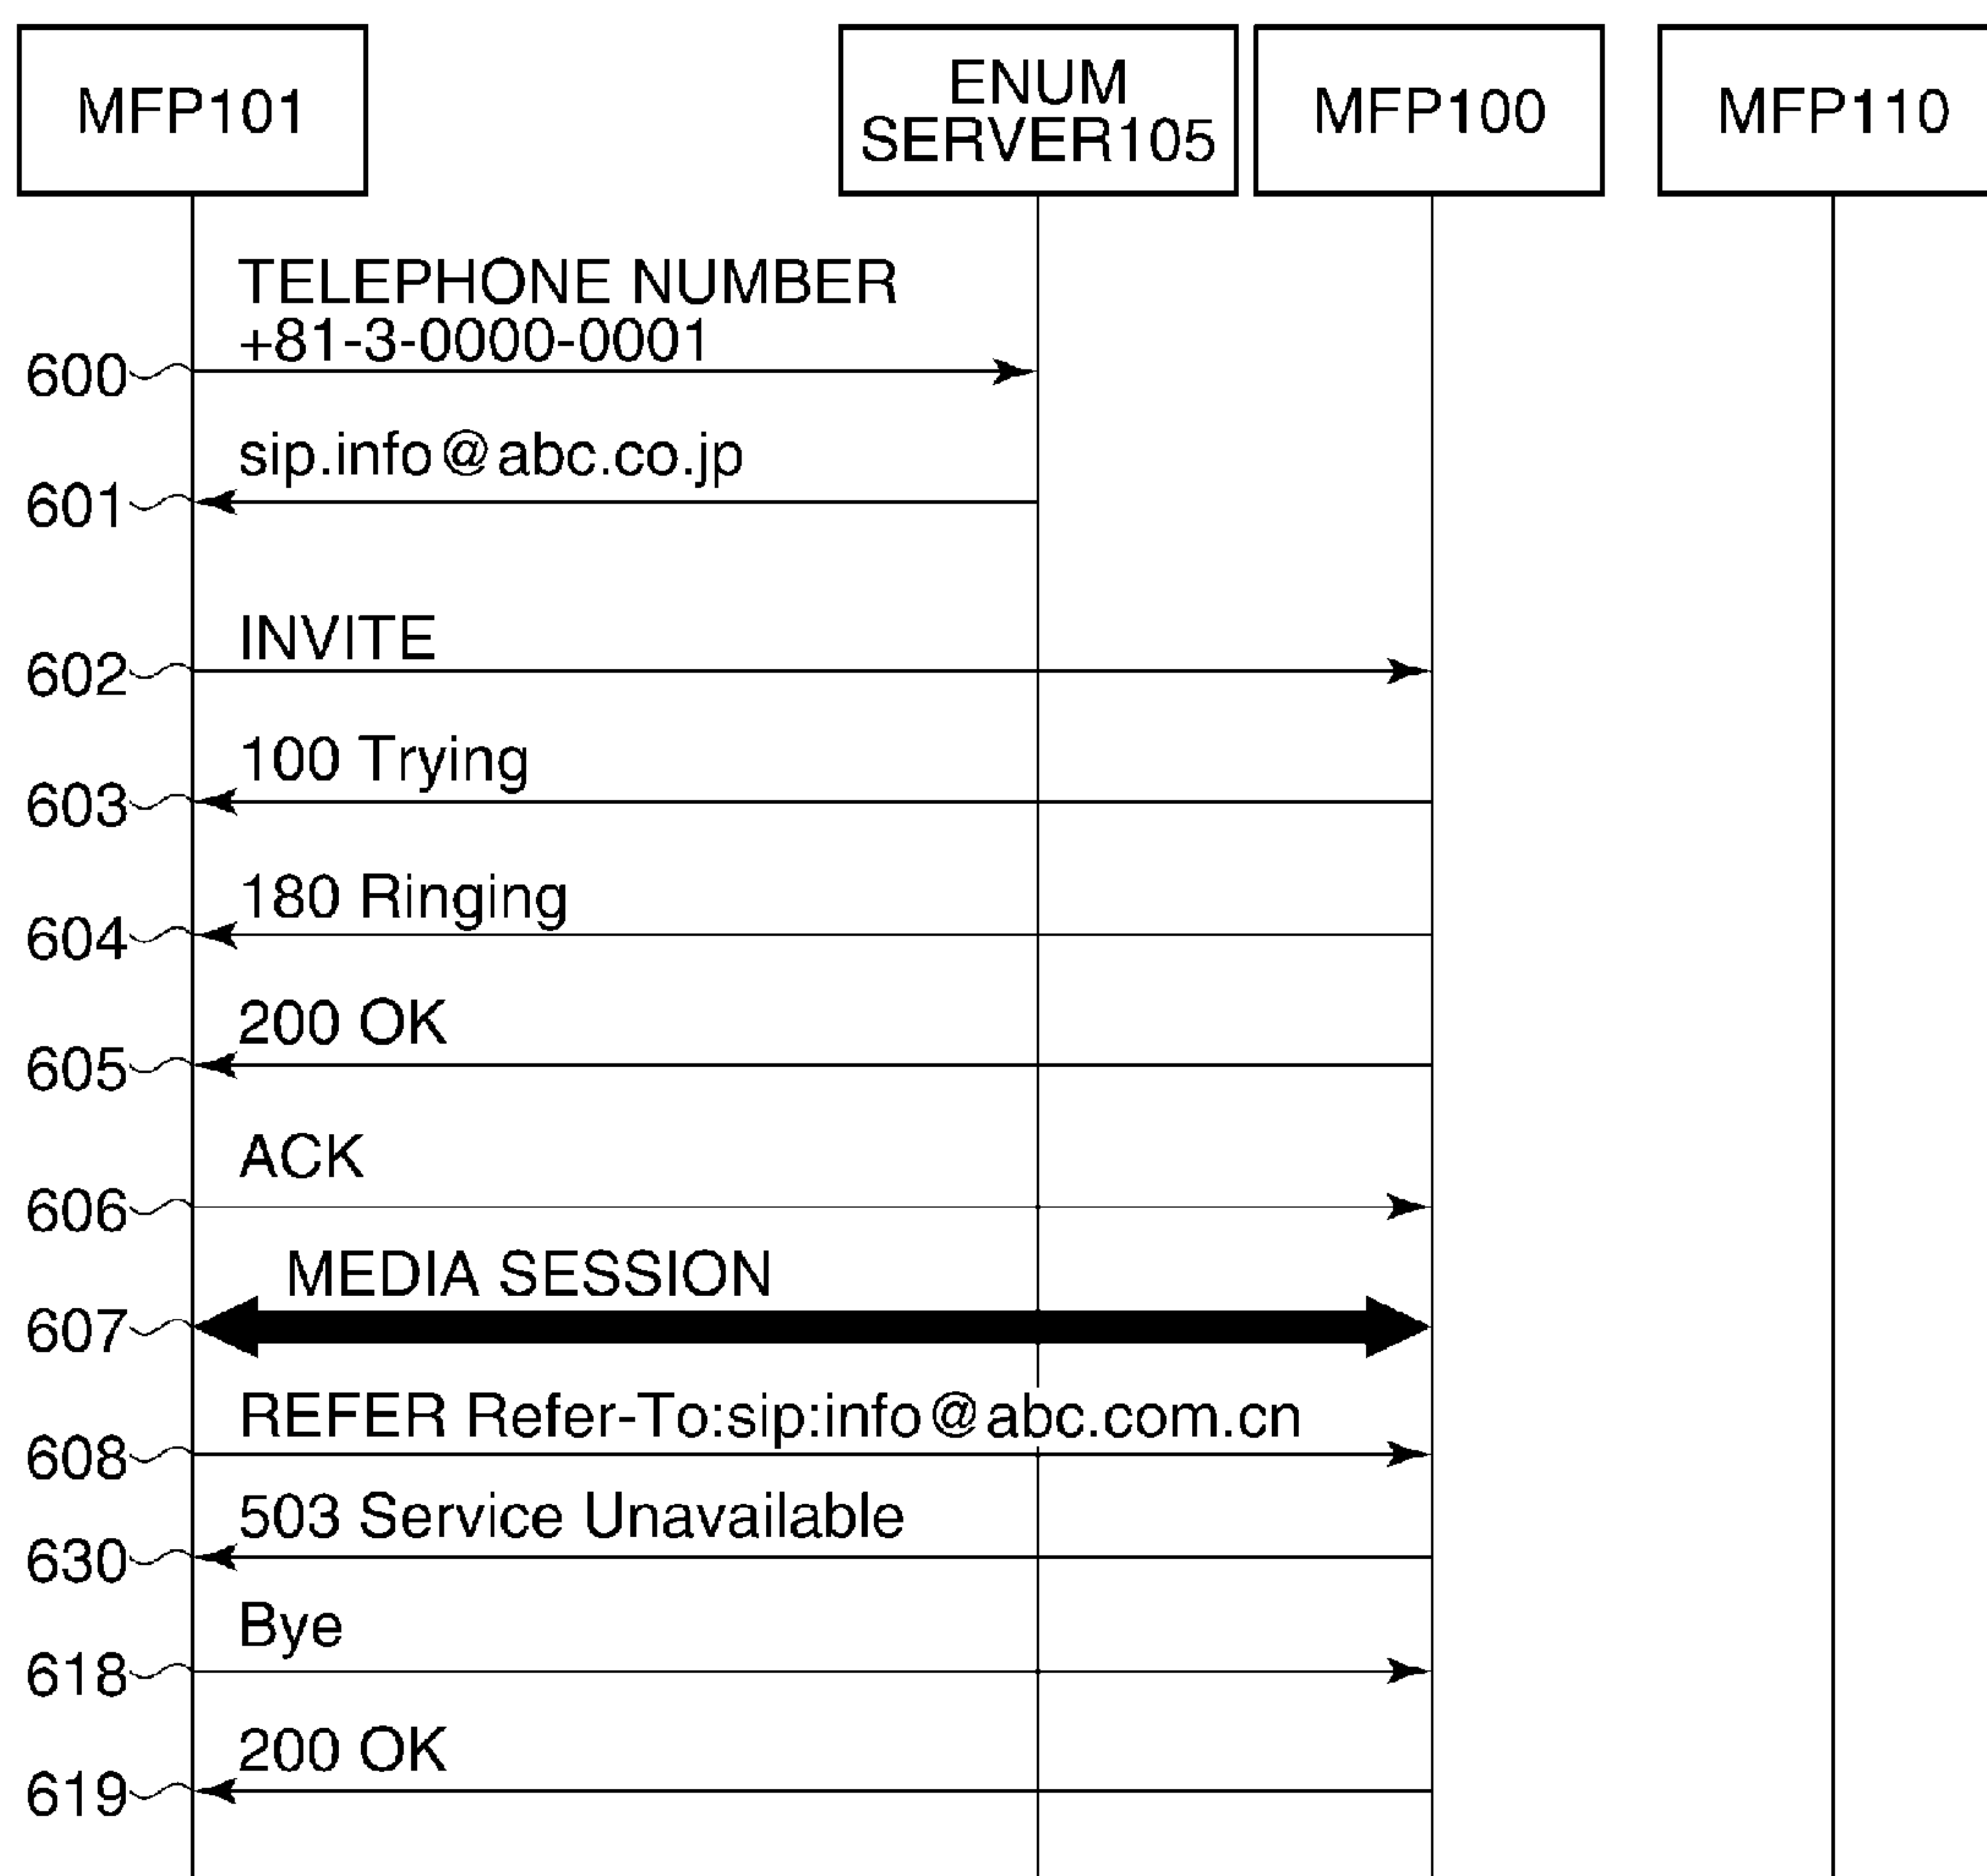 MFP101
ENUM
SERVER105
MFP100
MFP110
TELEPHONE NUMBER
+81-3-0000-0001
600
sip.info@abc.co.jp
601
INVITE
602
100 Trying
603
180 Ringing
604
200 OK
605
ACK
606
MEDIA SESSION
607
REFER Refer-To:sip:info@abc.com.cn
608
503 Service Unavailable
630
Bye
618
200 OK
619